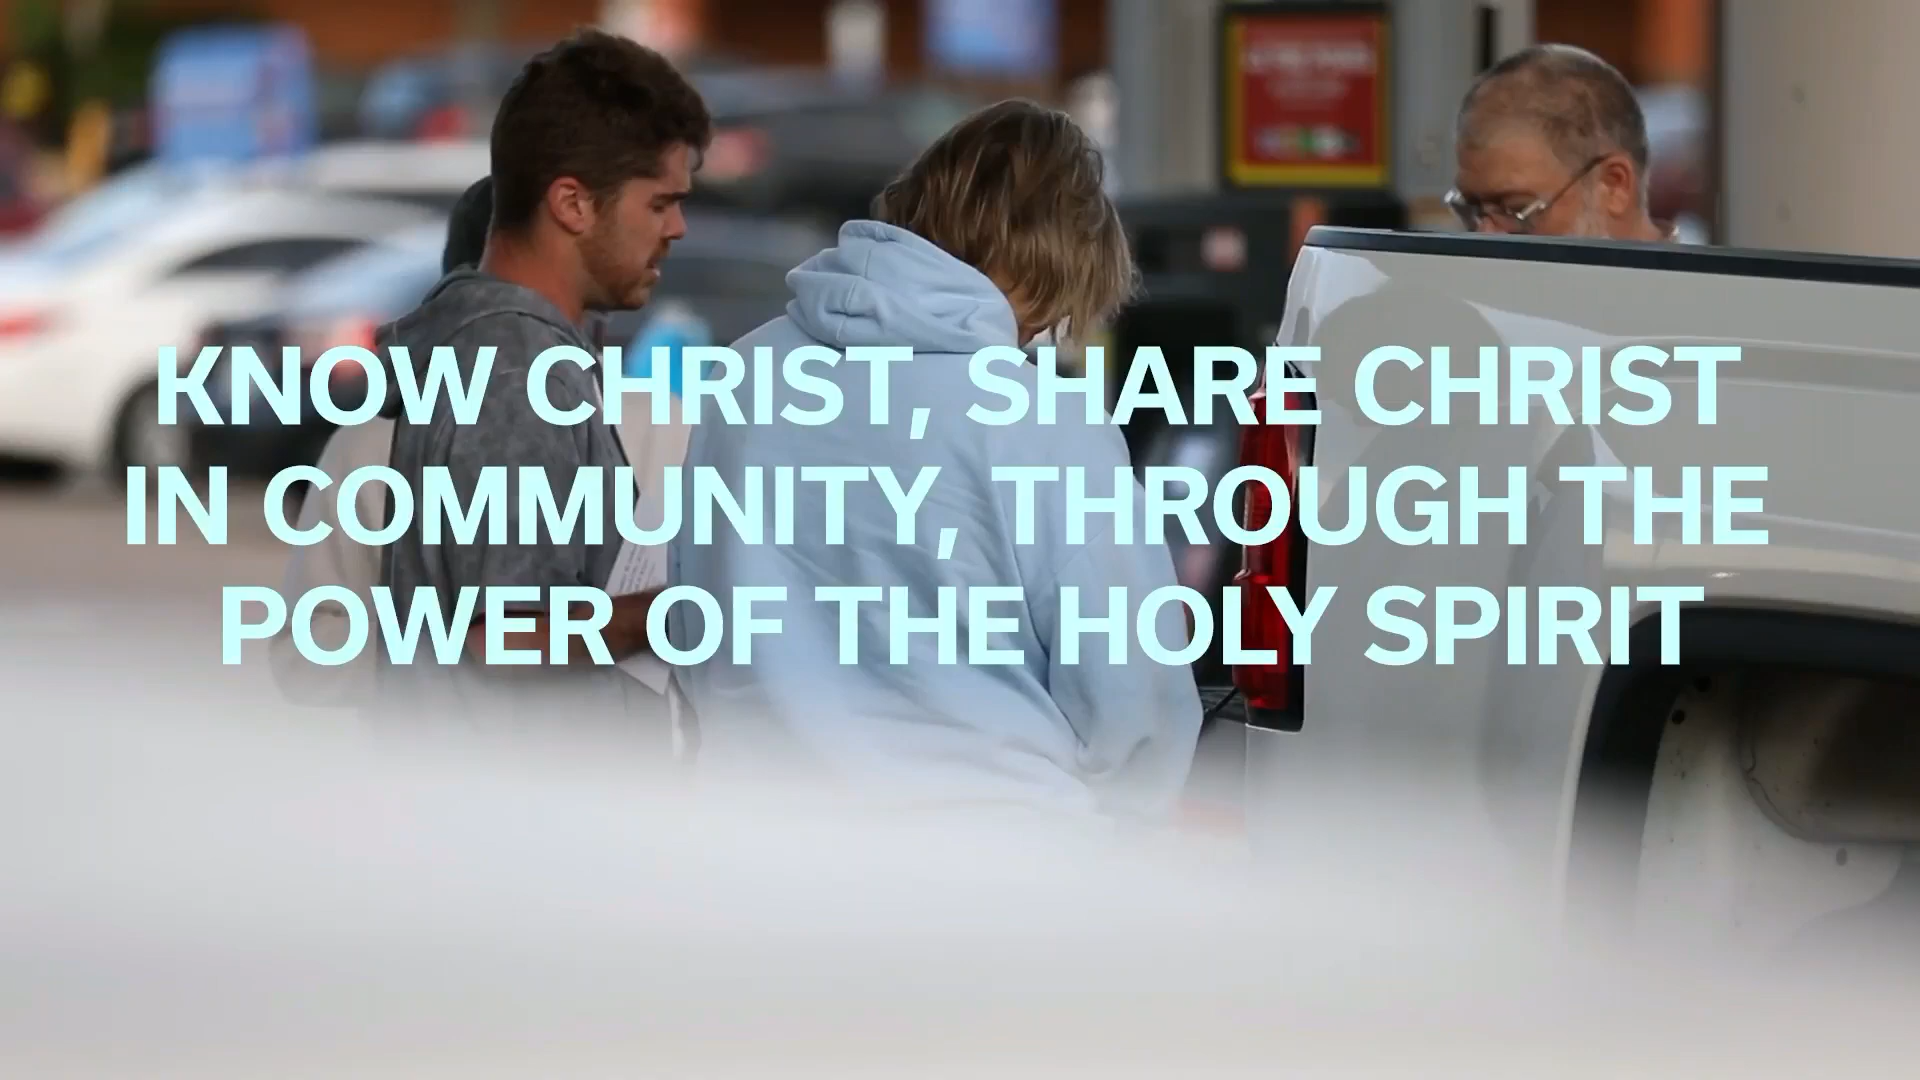 KNOW CHRIST, SHARE CHRIST
IN COMMUNITY, THROUGH THE
POWER OF THE HOLY SPIRIT